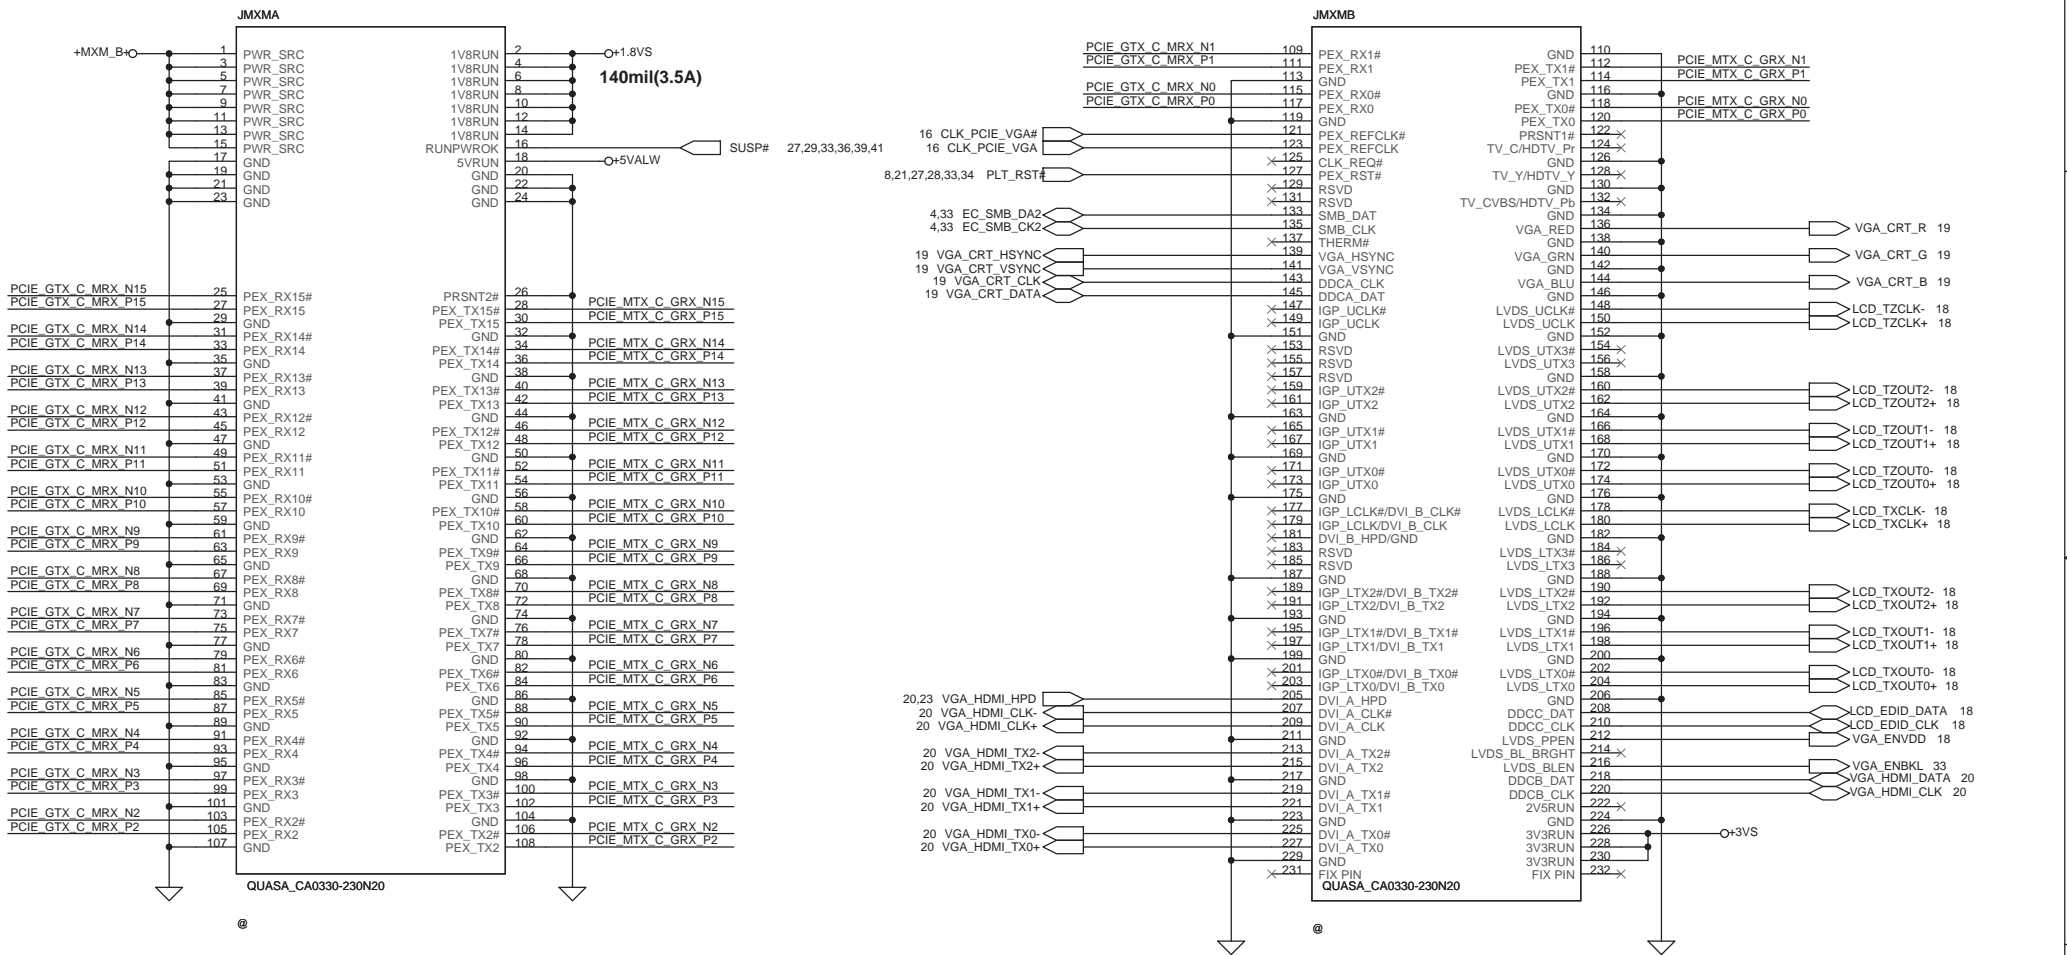 JMXMA
+MXM_B+ 1 PWR_SRC 1V8RUN 2 +1.8VS
3 PWR_SRC 1V8RUN 4
5 PWR_SRC 1V8RUN 6 140mil(3.5A)
7 PWR_SRC 1V8RUN 8
9 PWR_SRC 1V8RUN 10
11 PWR_SRC 1V8RUN 12
13 PWR_SRC 1V8RUN 14
15 PWR_SRC RUNPWROK 16 SUSP# 27,29,33,36,39,41
17 GND 5VRUN 18 +5VALW
19 GND GND 20
21 GND GND 22
23 GND GND 24
PCIE_GTX_C_MRX_N15 25 PEX_RX15# PRSNT2# 26
PCIE_GTX_C_MRX_P15 27 PEX_RX15 PEX_TX15# 28 PCIE_MTX_C_GRX_N15
29 GND PEX_TX15 30 PCIE_MTX_C_GRX_P15
PCIE_GTX_C_MRX_N14 31 PEX_RX14# GND 32
PCIE_GTX_C_MRX_P14 33 PEX_RX14 PEX_TX14# 34 PCIE_MTX_C_GRX_N14
35 GND PEX_TX14 36 PCIE_MTX_C_GRX_P14
PCIE_GTX_C_MRX_N13 37 PEX_RX13# GND 38
PCIE_GTX_C_MRX_P13 39 PEX_RX13 PEX_TX13# 40 PCIE_MTX_C_GRX_N13
41 GND PEX_TX13 42 PCIE_MTX_C_GRX_P13
PCIE_GTX_C_MRX_N12 43 PEX_RX12# GND 44
PCIE_GTX_C_MRX_P12 45 PEX_RX12 PEX_TX12# 46 PCIE_MTX_C_GRX_N12
47 GND PEX_TX12 48 PCIE_MTX_C_GRX_P12
PCIE_GTX_C_MRX_N11 49 PEX_RX11# GND 50
PCIE_GTX_C_MRX_P11 51 PEX_RX11 PEX_TX11# 52 PCIE_MTX_C_GRX_N11
53 GND PEX_TX11 54 PCIE_MTX_C_GRX_P11
PCIE_GTX_C_MRX_N10 55 PEX_RX10# GND 56
PCIE_GTX_C_MRX_P10 57 PEX_RX10 PEX_TX10# 58 PCIE_MTX_C_GRX_N10
59 GND PEX_TX10 60 PCIE_MTX_C_GRX_P10
PCIE_GTX_C_MRX_N9 61 PEX_RX9# GND 62
PCIE_GTX_C_MRX_P9 63 PEX_RX9 PEX_TX9# 64 PCIE_MTX_C_GRX_N9
65 GND PEX_TX9 66 PCIE_MTX_C_GRX_P9
PCIE_GTX_C_MRX_N8 67 PEX_RX8# GND 68
PCIE_GTX_C_MRX_P8 69 PEX_RX8 PEX_TX8# 70 PCIE_MTX_C_GRX_N8
71 GND PEX_TX8 72 PCIE_MTX_C_GRX_P8
PCIE_GTX_C_MRX_N7 73 PEX_RX7# GND 74
PCIE_GTX_C_MRX_P7 75 PEX_RX7 PEX_TX7# 76 PCIE_MTX_C_GRX_N7
77 GND PEX_TX7 78 PCIE_MTX_C_GRX_P7
PCIE_GTX_C_MRX_N6 79 PEX_RX6# GND 80
PCIE_GTX_C_MRX_P6 81 PEX_RX6 PEX_TX6# 82 PCIE_MTX_C_GRX_N6
83 GND PEX_TX6 84 PCIE_MTX_C_GRX_P6
PCIE_GTX_C_MRX_N5 85 PEX_RX5# GND 86
PCIE_GTX_C_MRX_P5 87 PEX_RX5 PEX_TX5# 88 PCIE_MTX_C_GRX_N5
89 GND PEX_TX5 90 PCIE_MTX_C_GRX_P5
PCIE_GTX_C_MRX_N4 91 PEX_RX4# GND 92
PCIE_GTX_C_MRX_P4 93 PEX_RX4 PEX_TX4# 94 PCIE_MTX_C_GRX_N4
95 GND PEX_TX4 96 PCIE_MTX_C_GRX_P4
PCIE_GTX_C_MRX_N3 97 PEX_RX3# GND 98
PCIE_GTX_C_MRX_P3 99 PEX_RX3 PEX_TX3# 100 PCIE_MTX_C_GRX_N3
101 GND PEX_TX3 102 PCIE_MTX_C_GRX_P3
PCIE_GTX_C_MRX_N2 103 PEX_RX2# GND 104
PCIE_GTX_C_MRX_P2 105 PEX_RX2 PEX_TX2# 106 PCIE_MTX_C_GRX_N2
107 GND PEX_TX2 108 PCIE_MTX_C_GRX_P2
QUASA_CA0330-230N20
@
JMXMB
PCIE_GTX_C_MRX_N1 109 PEX_RX1# GND 110
PCIE_GTX_C_MRX_P1 111 PEX_RX1 PEX_TX1# 112 PCIE_MTX_C_GRX_N1
113 GND PEX_TX1 114 PCIE_MTX_C_GRX_P1
PCIE_GTX_C_MRX_N0 115 PEX_RX0# GND 116
PCIE_GTX_C_MRX_P0 117 PEX_RX0 PEX_TX0# 118 PCIE_MTX_C_GRX_N0
119 GND PEX_TX0 120 PCIE_MTX_C_GRX_P0
16 CLK_PCIE_VGA# 121 PEX_REFCLK# PRSNT1# 122
16 CLK_PCIE_VGA 123 PEX_REFCLK TV_C/HDTV_Pr 124
125 CLK_REQ# GND 126
8,21,27,28,33,34 PLT_RST# 127 PEX_RST# TV_Y/HDTV_Y 128
129 RSVD GND 130
131 RSVD TV_CVBS/HDTV_Pb 132
4,33 EC_SMB_DA2 133 SMB_DAT GND 134
4,33 EC_SMB_CK2 135 SMB_CLK VGA_RED 136 VGA_CRT_R 19
137 THERM# GND 138
19 VGA_CRT_HSYNC 139 VGA_HSYNC VGA_GRN 140 VGA_CRT_G 19
19 VGA_CRT_VSYNC 141 VGA_VSYNC GND 142
19 VGA_CRT_CLK 143 DDCA_CLK VGA_BLU 144 VGA_CRT_B 19
19 VGA_CRT_DATA 145 DDCA_DAT GND 146
147 IGP_UCLK# LVDS_UCLK# 148 LCD_TZCLK- 18
149 IGP_UCLK LVDS_UCLK 150 LCD_TZCLK+ 18
151 GND GND 152
153 RSVD LVDS_UTX3# 154
155 RSVD LVDS_UTX3 156
157 RSVD GND 158
159 IGP_UTX2# LVDS_UTX2# 160 LCD_TZOUT2- 18
161 IGP_UTX2 LVDS_UTX2 162 LCD_TZOUT2+ 18
163 GND GND 164
165 IGP_UTX1# LVDS_UTX1# 166 LCD_TZOUT1- 18
167 IGP_UTX1 LVDS_UTX1 168 LCD_TZOUT1+ 18
169 GND GND 170
171 IGP_UTX0# LVDS_UTX0# 172 LCD_TZOUT0- 18
173 IGP_UTX0 LVDS_UTX0 174 LCD_TZOUT0+ 18
175 GND GND 176
177 IGP_LCLK#/DVI_B_CLK# LVDS_LCLK# 178 LCD_TXCLK- 18
179 IGP_LCLK/DVI_B_CLK LVDS_LCLK 180 LCD_TXCLK+ 18
181 DVI_B_HPD/GND GND 182
183 RSVD LVDS_LTX3# 184
185 RSVD LVDS_LTX3 186
187 GND GND 188
189 IGP_LTX2#/DVI_B_TX2# LVDS_LTX2# 190 LCD_TXOUT2- 18
191 IGP_LTX2/DVI_B_TX2 LVDS_LTX2 192 LCD_TXOUT2+ 18
193 GND GND 194
195 IGP_LTX1#/DVI_B_TX1# LVDS_LTX1# 196 LCD_TXOUT1- 18
197 IGP_LTX1/DVI_B_TX1 LVDS_LTX1 198 LCD_TXOUT1+ 18
199 GND GND 200
201 IGP_LTX0#/DVI_B_TX0# LVDS_LTX0# 202 LCD_TXOUT0- 18
203 IGP_LTX0/DVI_B_TX0 LVDS_LTX0 204 LCD_TXOUT0+ 18
20,23 VGA_HDMI_HPD 205 DVI_A_HPD GND 206
20 VGA_HDMI_CLK- 207 DVI_A_CLK# DDCC_DAT 208 LCD_EDID_DATA 18
20 VGA_HDMI_CLK+ 209 DVI_A_CLK DDCC_CLK 210 LCD_EDID_CLK 18
211 GND LVDS_PPEN 212 VGA_ENVDD 18
20 VGA_HDMI_TX2- 213 DVI_A_TX2# LVDS_BL_BRGHT 214
20 VGA_HDMI_TX2+ 215 DVI_A_TX2 LVDS_BLEN 216 VGA_ENBKL 33
217 GND DDCB_DAT 218 VGA_HDMI_DATA 20
20 VGA_HDMI_TX1- 219 DVI_A_TX1# DDCB_CLK 220 VGA_HDMI_CLK 20
20 VGA_HDMI_TX1+ 221 DVI_A_TX1 2V5RUN 222
223 GND GND 224
20 VGA_HDMI_TX0- 225 DVI_A_TX0# 3V3RUN 226 +3VS
20 VGA_HDMI_TX0+ 227 DVI_A_TX0 3V3RUN 228
229 GND 3V3RUN 230
231 FIX PIN FIX PIN 232
QUASA_CA0330-230N20
@